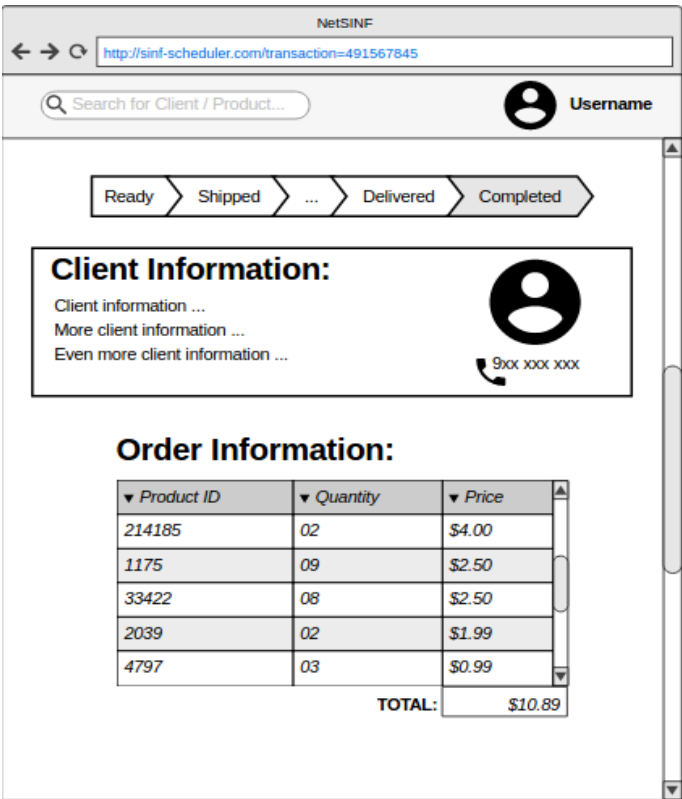 NetSINF
http://sinf-scheduler.com/transaction=491567845
Search for Client / Product...
Username
Ready Shipped ... Delivered Completed
Client Information:
Client information ...
More client information ...
Even more client information ...
9xx xxx xxx
Order Information:
Product ID Quantity Price
214185 02 $4.00
1175 09 $2.50
33422 08 $2.50
2039 02 $1.99
4797 03 $0.99
TOTAL: $10.89